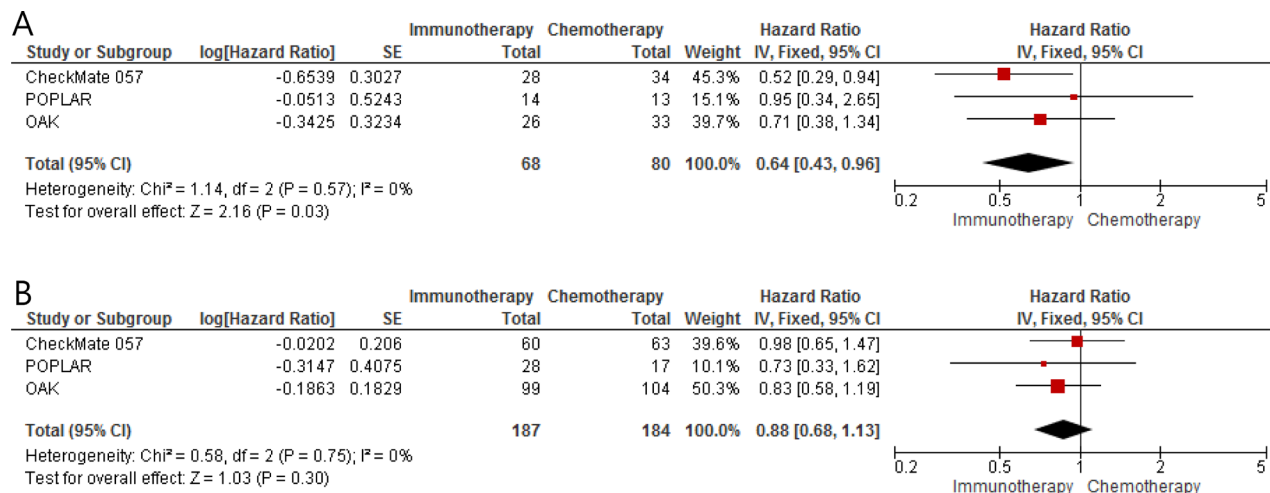 A
Immunotherapy Chemotherapy Hazard Ratio Hazard Ratio
Study or Subgroup log[Hazard Ratio] SE Total Total Weight IV, Fixed, 95% CI IV, Fixed, 95% CI
CheckMate 057 -0.6539 0.3027 28 34 45.3% 0.52 [0.29, 0.94]
POPLAR -0.0513 0.5243 14 13 15.1% 0.95 [0.34, 2.65]
OAK -0.3425 0.3234 26 33 39.7% 0.71 [0.38, 1.34]
Total (95% CI) 68 80 100.0% 0.64 [0.43, 0.96]
Heterogeneity: Chi² = 1.14, df = 2 (P = 0.57); I² = 0%
Test for overall effect: Z = 2.16 (P = 0.03)
0.2 0.5 1 2 5
Immunotherapy Chemotherapy
B
Immunotherapy Chemotherapy Hazard Ratio Hazard Ratio
Study or Subgroup log[Hazard Ratio] SE Total Total Weight IV, Fixed, 95% CI IV, Fixed, 95% CI
CheckMate 057 -0.0202 0.206 60 63 39.6% 0.98 [0.65, 1.47]
POPLAR -0.3147 0.4075 28 17 10.1% 0.73 [0.33, 1.62]
OAK -0.1863 0.1829 99 104 50.3% 0.83 [0.58, 1.19]
Total (95% CI) 187 184 100.0% 0.88 [0.68, 1.13]
Heterogeneity: Chi² = 0.58, df = 2 (P = 0.75); I² = 0%
Test for overall effect: Z = 1.03 (P = 0.30)
0.2 0.5 1 2 5
Immunotherapy Chemotherapy